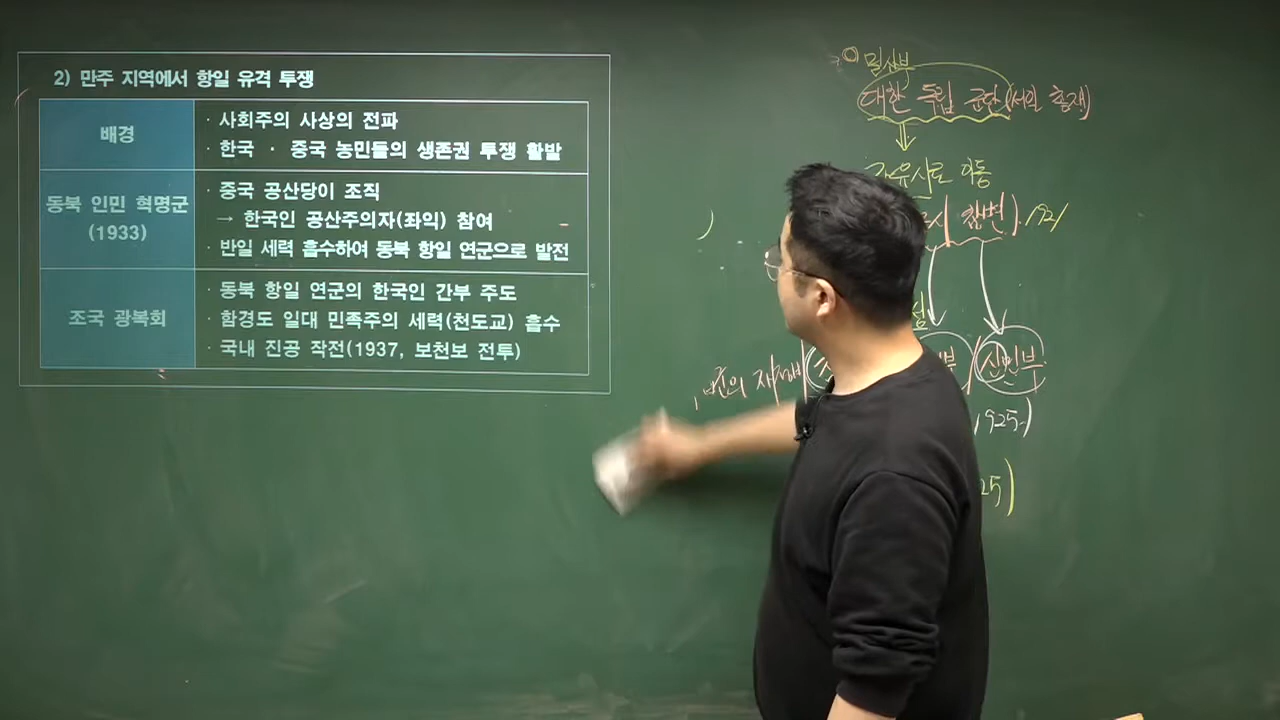 2) 만주 지역에서 항일 유격 투쟁
배경
· 사회주의 사상의 전파
· 한국 · 중국 농민들의 생존권 투쟁 활발
동북 인민 혁명군
(1933)
· 중국 공산당이 조직
→ 한국인 공산주의자(좌익) 참여
· 반일 세력 흡수하여 동북 항일 연군으로 발전
조국 광복회
· 동북 항일 연군의 한국인 간부 주도
· 함경도 일대 민족주의 세력(천도교) 흡수
· 국내 진공 작전(1937, 보천보 전투)
밀산부
대한 독립 군단(서일 총재)
자유시로 이동
시 참변). 1921
신민부
1925.)
25)